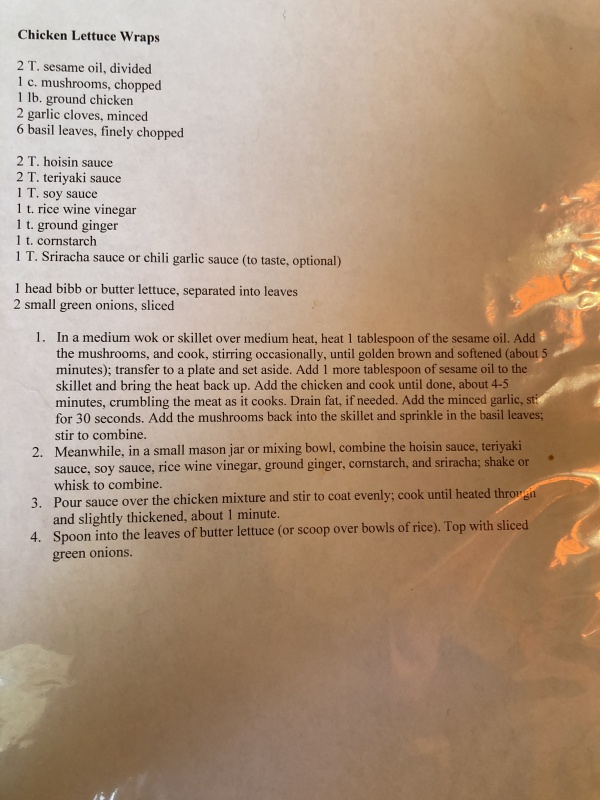 Chicken Lettuce Wraps
2 T. sesame oil, divided
1 c. mushrooms, chopped
1 lb. ground chicken
2 garlic cloves, minced
6 basil leaves, finely chopped
2 T. hoisin sauce
2 T. teriyaki sauce
1 T. soy sauce
1 t. rice wine vinegar
1 t. ground ginger
1 t. cornstarch
1 T. Sriracha sauce or chili garlic sauce (to taste, optional)
1 head bibb or butter lettuce, separated into leaves
2 small green onions, sliced
1. In a medium wok or skillet over medium heat, heat 1 tablespoon of the sesame oil. Add
the mushrooms, and cook, stirring occasionally, until golden brown and softened (about 5
minutes); transfer to a plate and set aside. Add 1 more tablespoon of sesame oil to the
skillet and bring the heat back up. Add the chicken and cook until done, about 4-5
minutes, crumbling the meat as it cooks. Drain fat, if needed. Add the minced garlic,
for 30 seconds. Add the mushrooms back into the skillet and sprinkle in the basil leaves;
stir to combine.
2. Meanwhile, in a small mason jar or mixing bowl, combine the hoisin sauce, teriyaki
sauce, soy sauce, rice wine vinegar, ground ginger, cornstarch, and sriracha; shake or
whisk to combine.
3. Pour sauce over the chicken mixture and stir to coat evenly; cook until heated through
and slightly thickened, about 1 minute.
4. Spoon into the leaves of butter lettuce (or scoop over bowls of rice). Top with sliced
green onions.